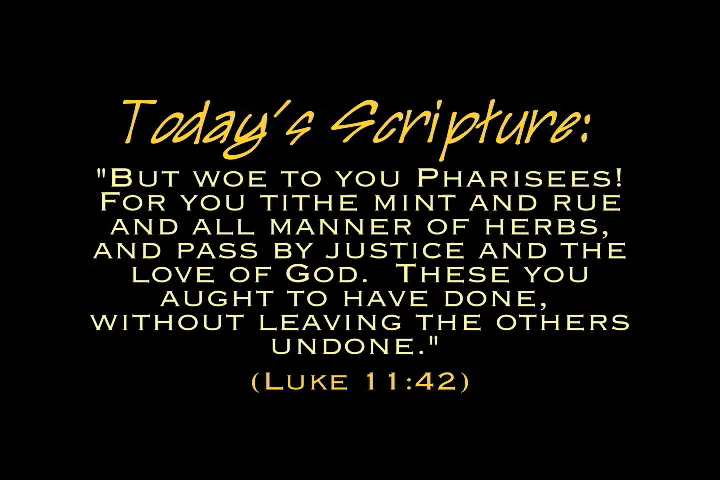 Today's Scripture:
"But woe to you Pharisees!
For you tithe mint and rue
and all manner of herbs,
and pass by justice and the
love of God.  These you
aught to have done,
without leaving the others
undone."
(Luke 11:42)